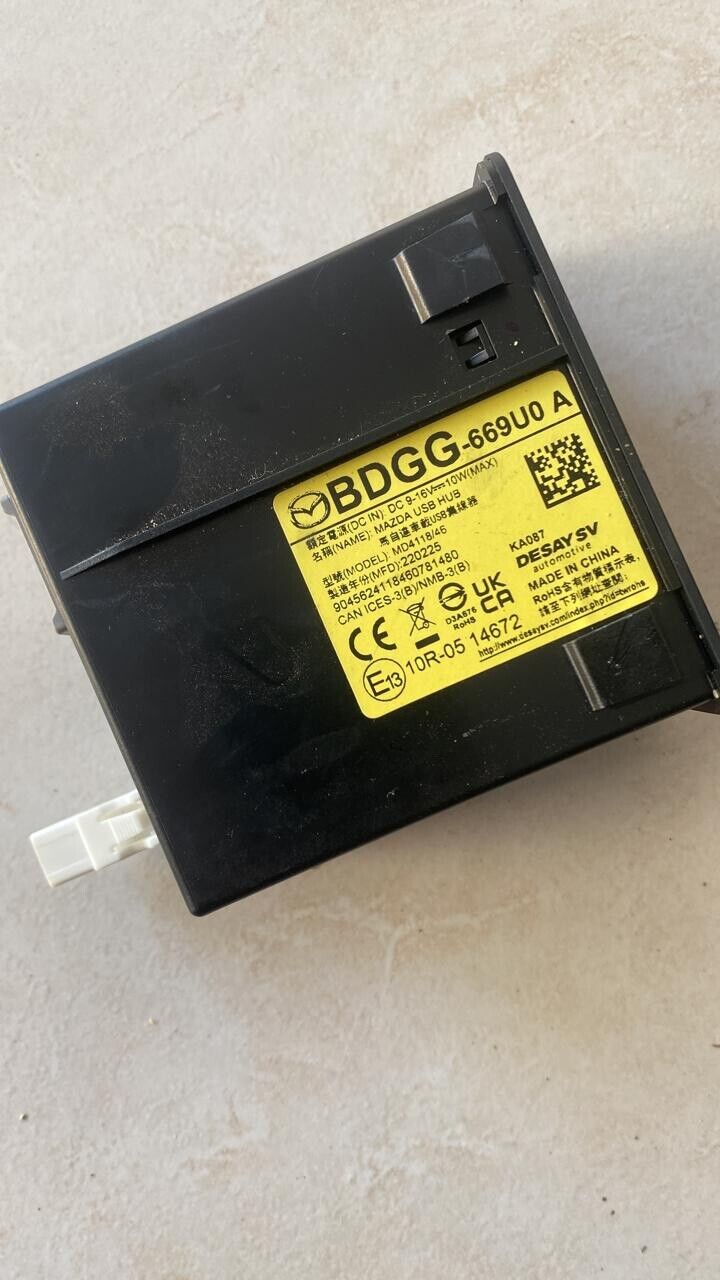 BDGG-669U0 A
額定電源(DC IN): DC 9-16V⎓10W(MAX)
名稱(NAME): MAZDA USB HUB
馬自達車載USB集線器
型號(MODEL): MD4118/46
製造年份(MFD):220225
9045624118460781480
CAN ICES-3(B)/NMB-3(B)
CE
D3A876
RoHS
UK
CA
E13 10R-05 14672
KA087
DESAY SV
automotive
MADE IN CHINA
RoHS含有物質標示表,
請至下列網址查詢:
http://www.desaysv.com/index.php?id=twrohs